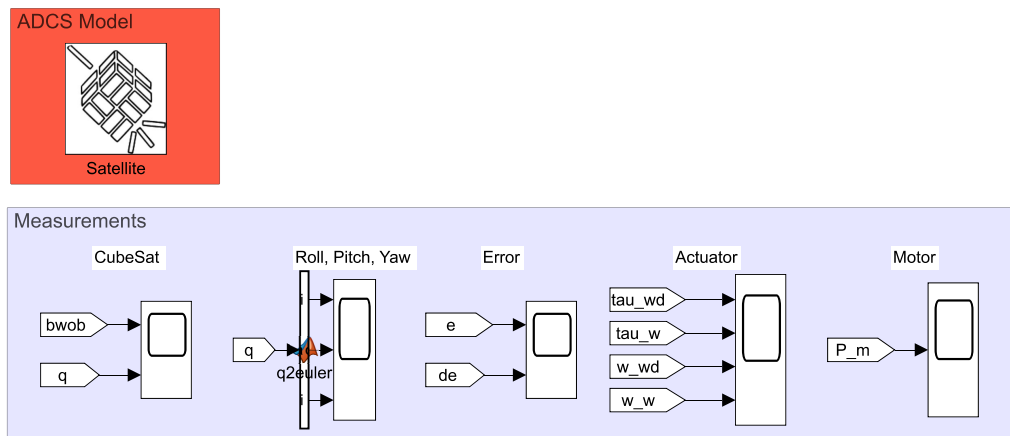 ADCS Model
Satellite
Measurements
CubeSat
Roll, Pitch, Yaw
Error
Actuator
Motor
bwob
q
q
i
q2euler
i
e
de
tau_wd
tau_w
w_wd
w_w
P_m